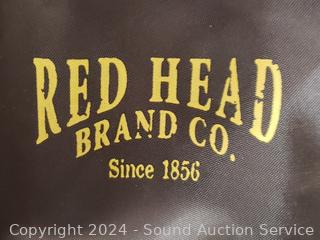 RED HEAD
BRAND CO.
Since 1856
Copyright 2024 - Sound Auction Service